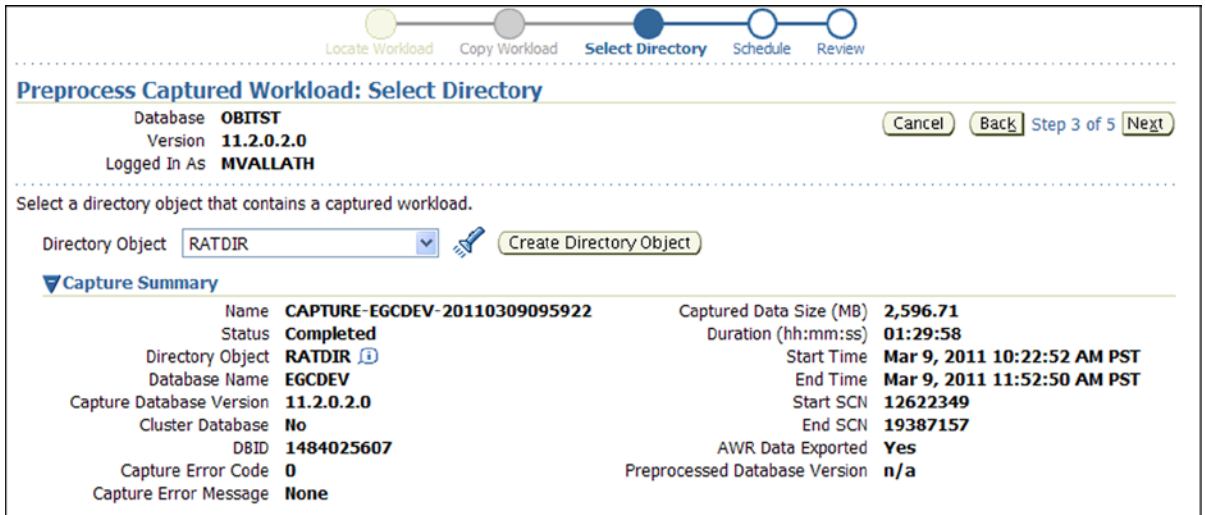 Locate Workload Copy Workload Select Directory Schedule Review
Preprocess Captured Workload: Select Directory
Database OBITST
Version 11.2.0.2.0
Logged In As MVALLATH
Cancel Back Step 3 of 5 Next
Select a directory object that contains a captured workload.
Directory Object RATDIR Create Directory Object
Capture Summary
Name CAPTURE-EGCDEV-20110309095922
Status Completed
Directory Object RATDIR
Database Name EGCDEV
Capture Database Version 11.2.0.2.0
Cluster Database No
DBID 1484025607
Capture Error Code 0
Capture Error Message None
Captured Data Size (MB) 2,596.71
Duration (hh:mm:ss) 01:29:58
Start Time Mar 9, 2011 10:22:52 AM PST
End Time Mar 9, 2011 11:52:50 AM PST
Start SCN 12622349
End SCN 19387157
AWR Data Exported Yes
Preprocessed Database Version n/a